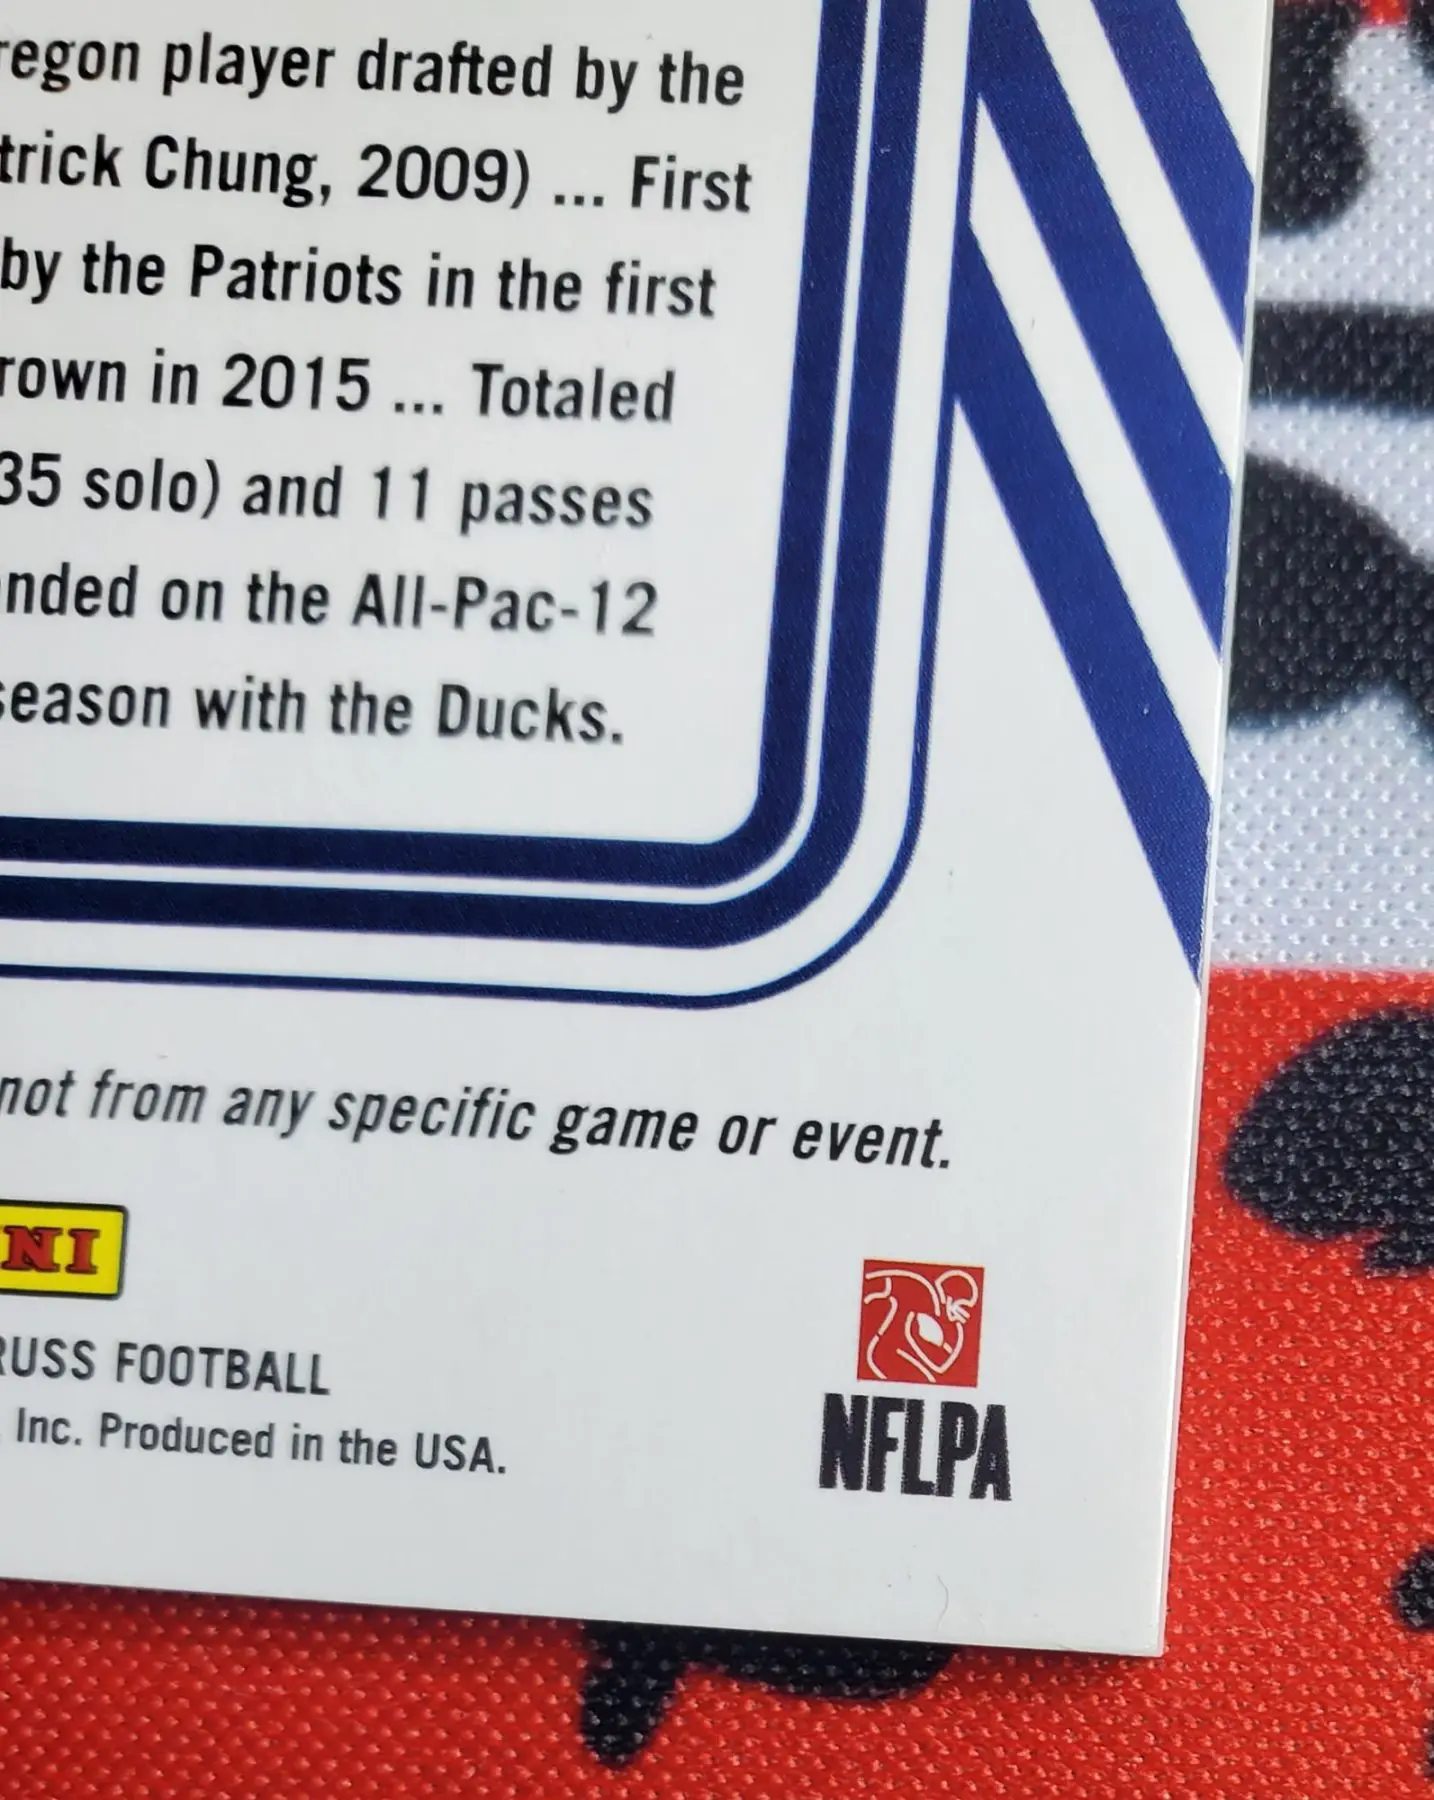 regon player drafted by the
trick Chung, 2009) ... First
by the Patriots in the first
rown in 2015 ... Totaled
35 solo) and 11 passes
nded on the All-Pac-12
season with the Ducks.
not from any specific game or event.
NI
RUSS FOOTBALL
Inc. Produced in the USA.
NFLPA